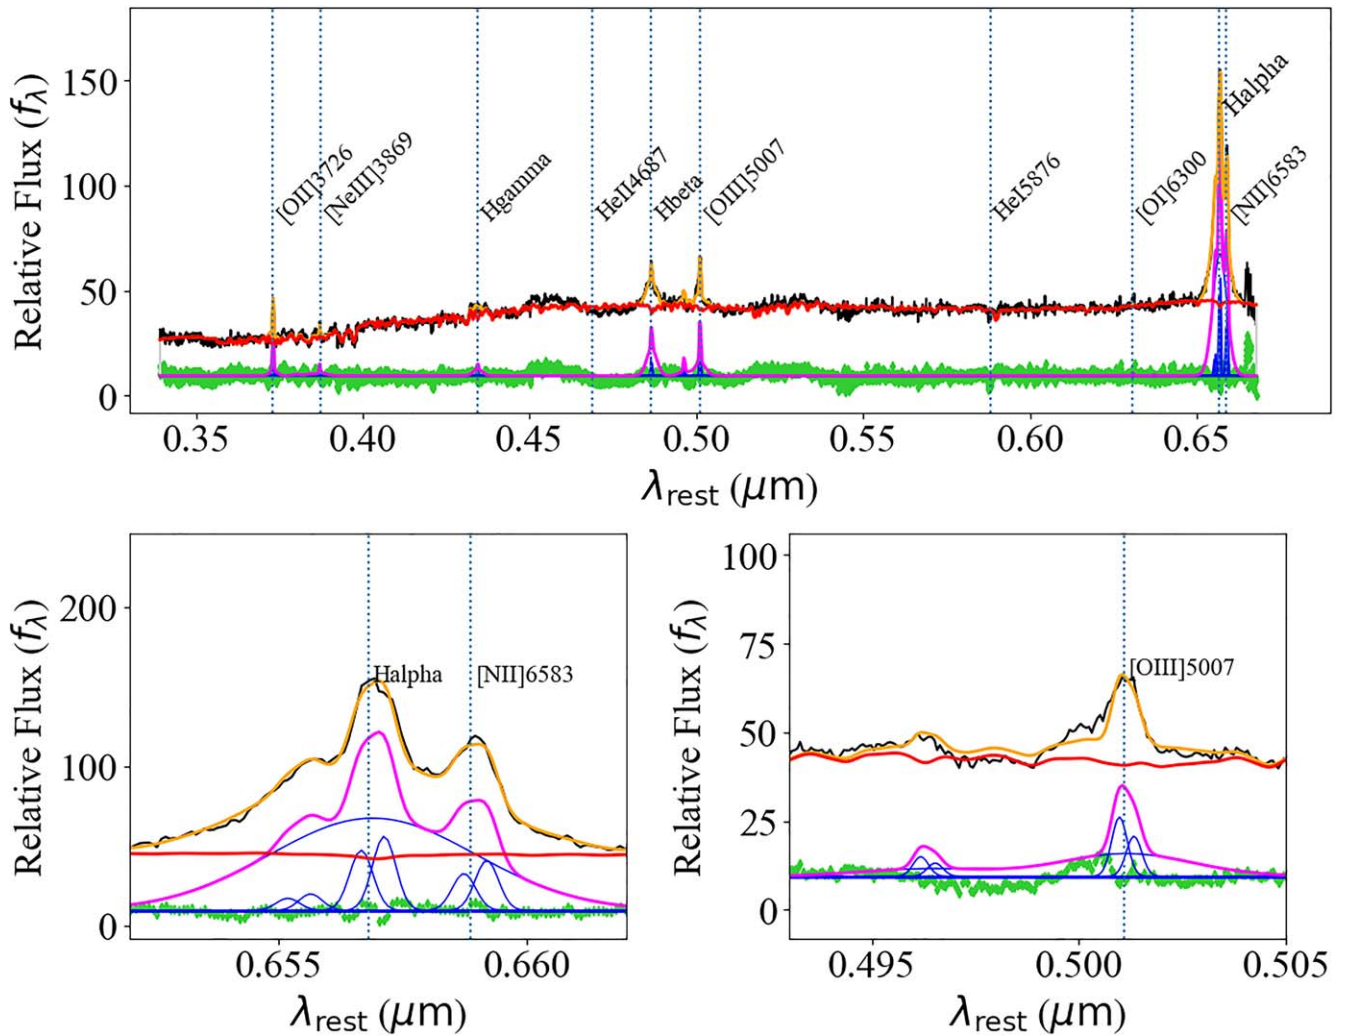 Relative Flux (fλ)
150
100
50
0
[OII]3726
[NeIII]3869
Hgamma
HeII4687
Hbeta
[OIII]5007
HeI5876
[OI]6300
Halpha
[NII]6583
0.35 0.40 0.45 0.50 0.55 0.60 0.65
λrest (μm)
Relative Flux (fλ)
200
100
0
Halpha
[NII]6583
0.655 0.660
λrest (μm)
Relative Flux (fλ)
100
75
50
25
0
[OIII]5007
0.495 0.500 0.505
λrest (μm)